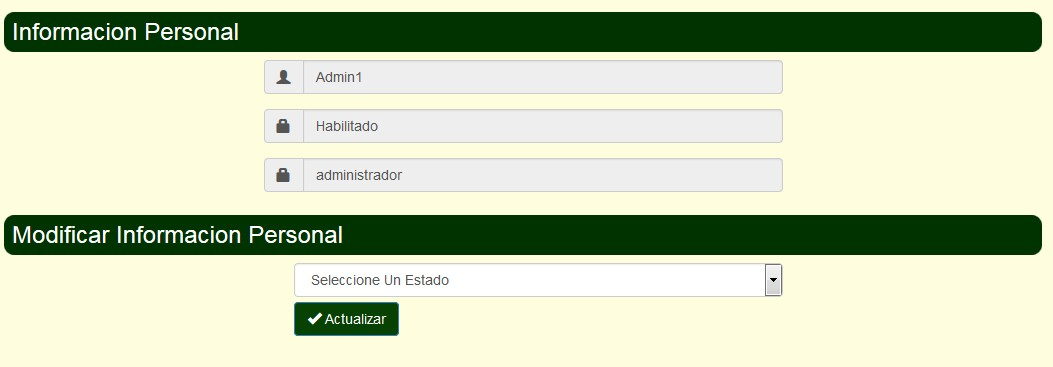 Informacion Personal
Admin1
Habilitado
administrador
Modificar Informacion Personal
Seleccione Un Estado
Actualizar